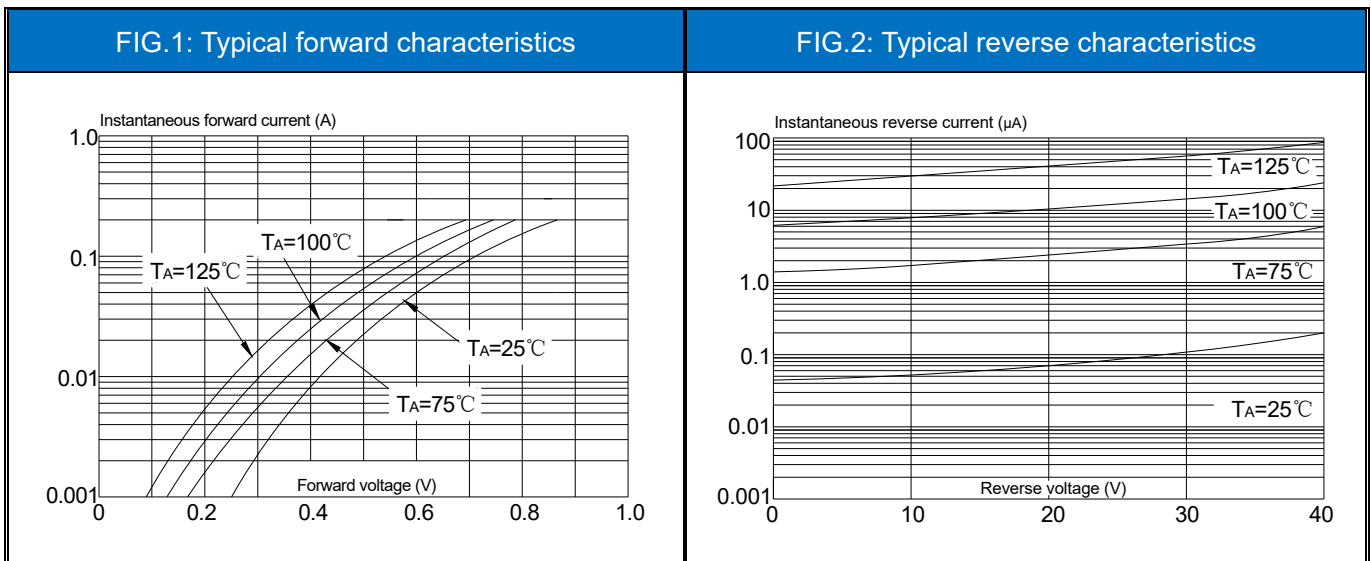 FIG.1: Typical forward characteristics
Instantaneous forward current (A)
1.0
0.1
0.01
0.001
TA=125℃
TA=100℃
TA=25℃
TA=75℃
Forward voltage (V)
0 0.2 0.4 0.6 0.8 1.0
FIG.2: Typical reverse characteristics
Instantaneous reverse current (μA)
100
10
1.0
0.1
0.01
0.001
TA=125℃
TA=100℃
TA=75℃
TA=25℃
Reverse voltage (V)
0 10 20 30 40